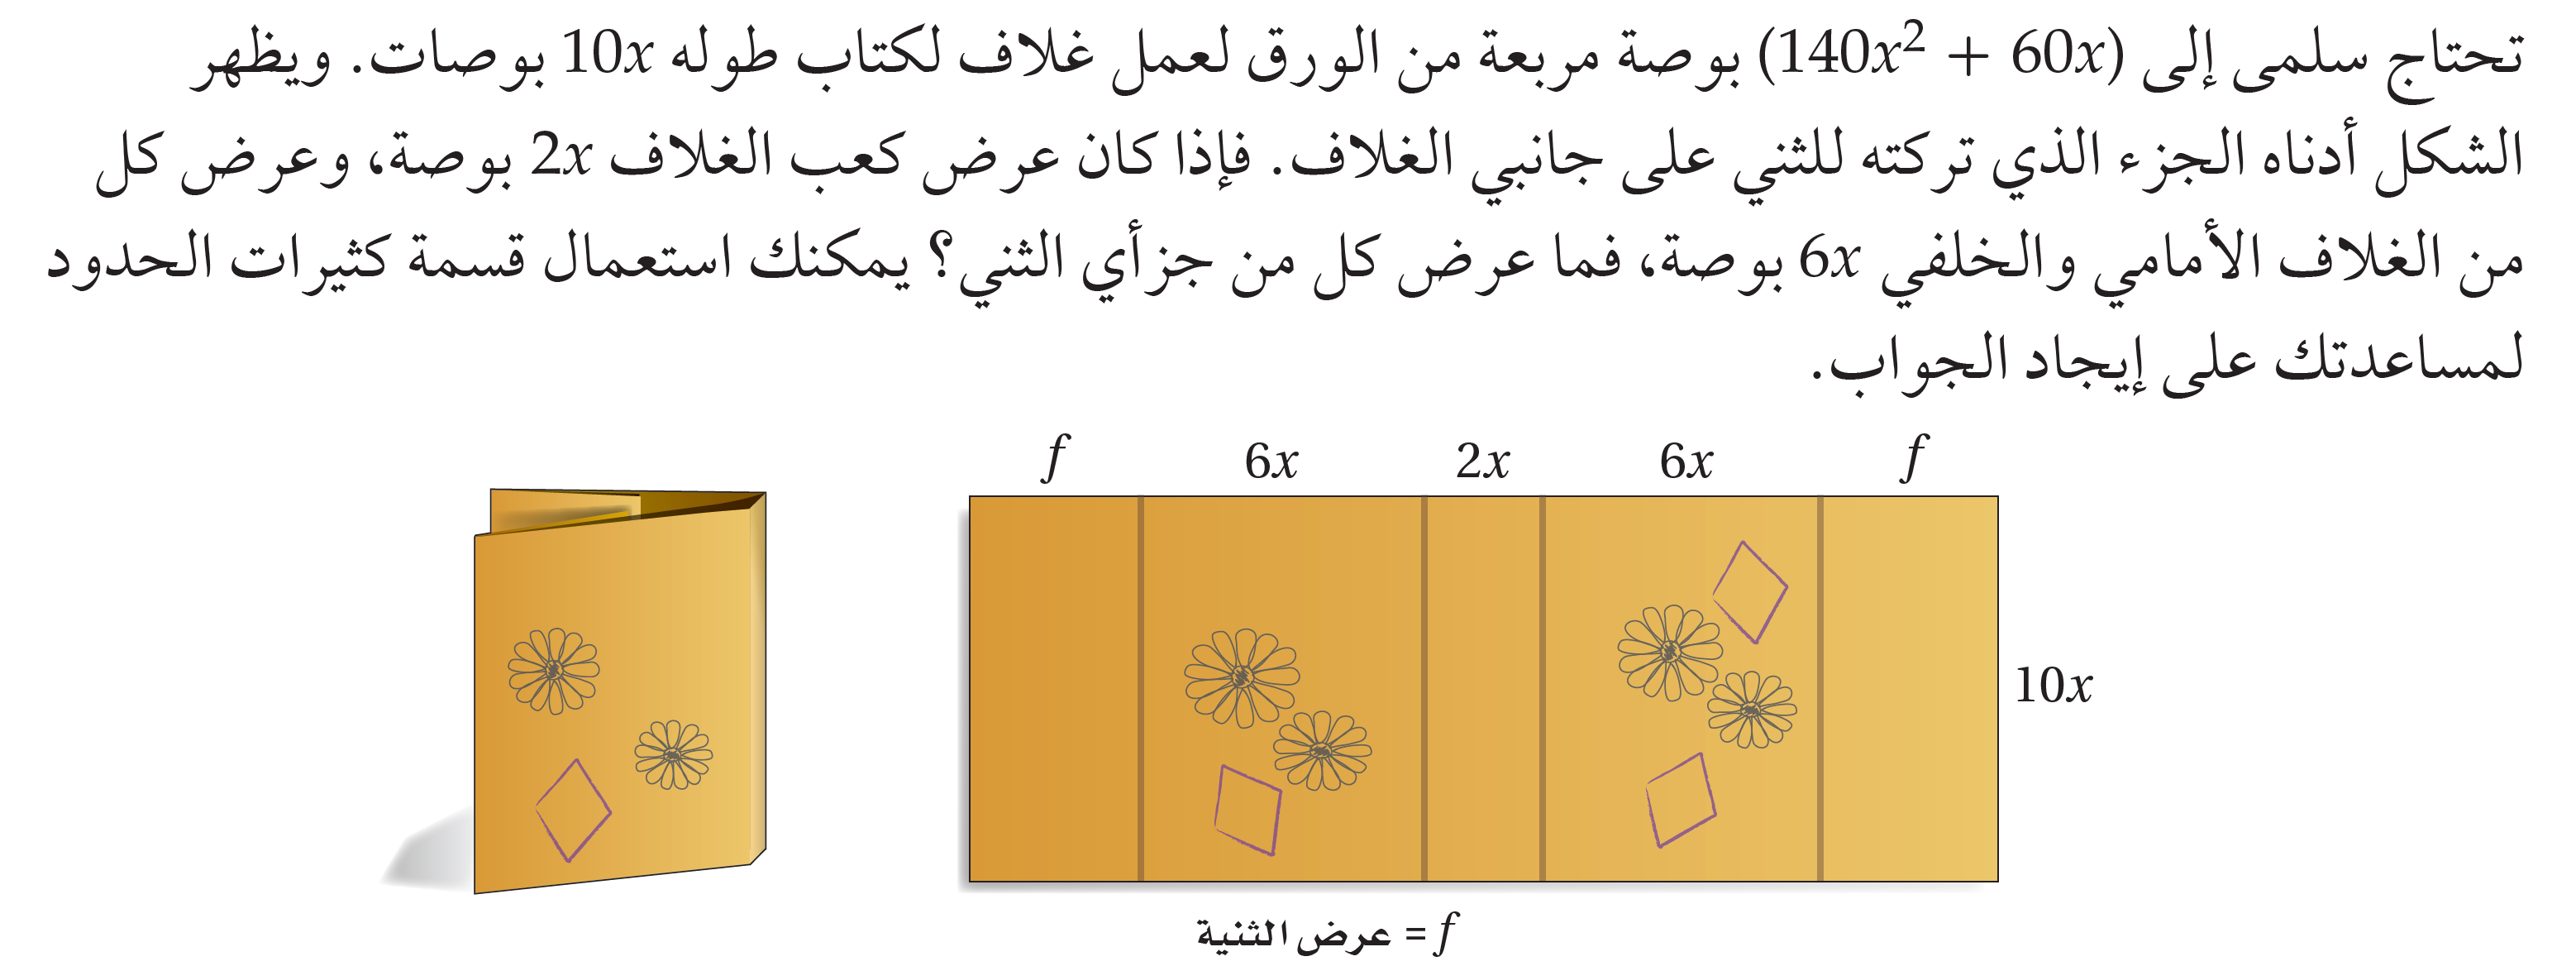 تحتاج سلمى إلى (140x² + 60x) بوصة مربعة من الورق لعمل غلاف لكتاب طوله 10x بوصات. ويظهر
الشكل أدناه الجزء الذي تركته للثني على جانبي الغلاف. فإذا كان عرض كعب الغلاف 2x بوصة، وعرض كل
من الغلاف الأمامي والخلفي 6x بوصة، فما عرض كل من جزأي الثني؟ يمكنك استعمال قسمة كثيرات الحدود
لمساعدتك على إيجاد الجواب.
f 6x 2x 6x f
10x
f = عرض الثنية